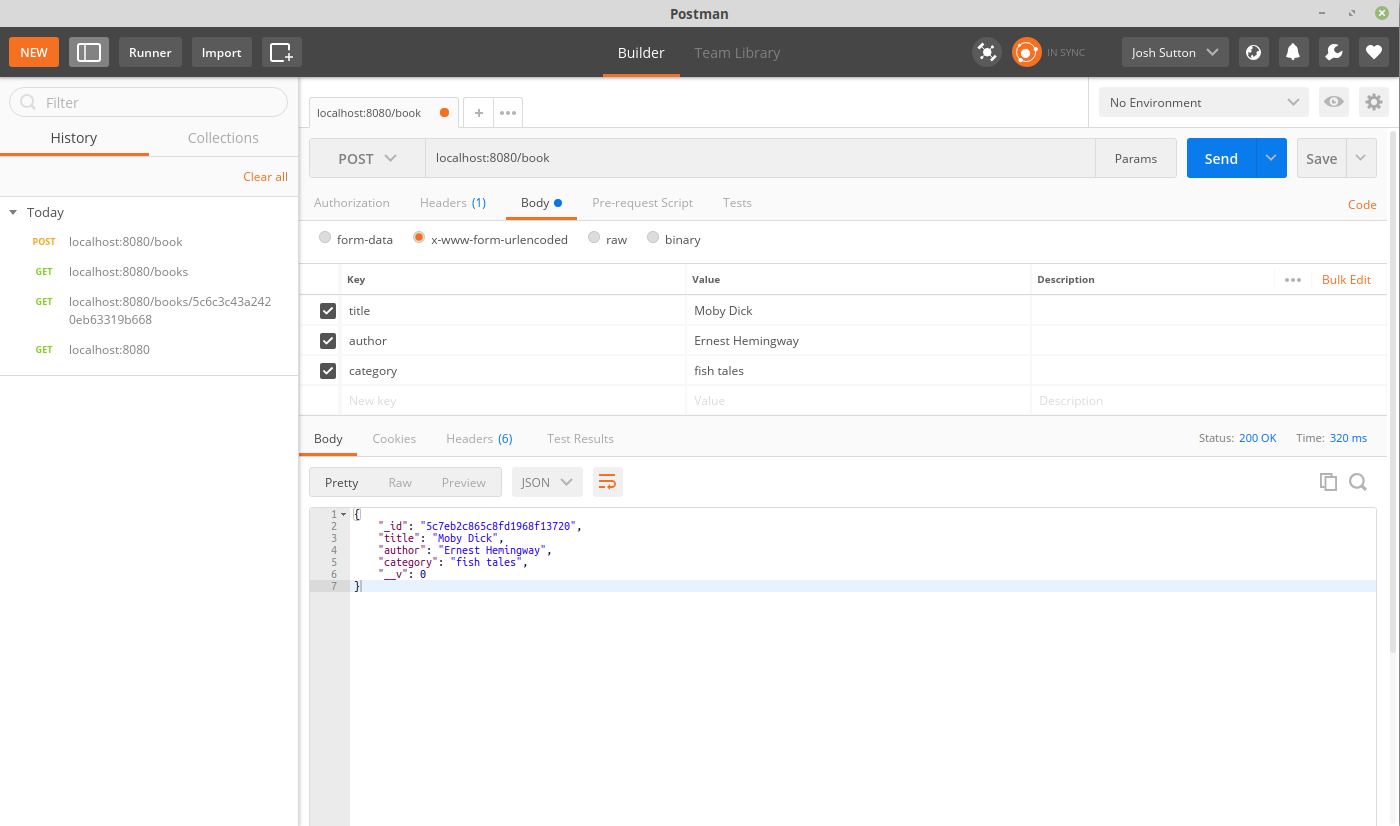 Postman
NEW Runner Import Builder Team Library IN SYNC Josh Sutton
Filter
History Collections
Clear all
Today
POST localhost:8080/book
GET localhost:8080/books
GET localhost:8080/books/5c6c3c43a242
0eb63319b668
GET localhost:8080
localhost:8080/book + •••
No Environment
POST localhost:8080/book Params Send Save
Authorization Headers (1) Body Pre-request Script Tests Code
form-data x-www-form-urlencoded raw binary
Key Value Description ••• Bulk Edit
title Moby Dick
author Ernest Hemingway
category fish tales
New key Value Description
Body Cookies Headers (6) Test Results Status: 200 OK Time: 320 ms
Pretty Raw Preview JSON
1 {
2 "_id": "5c7eb2c865c8fd1968f13720",
3 "title": "Moby Dick",
4 "author": "Ernest Hemingway",
5 "category": "fish tales",
6 "__v": 0
7 }